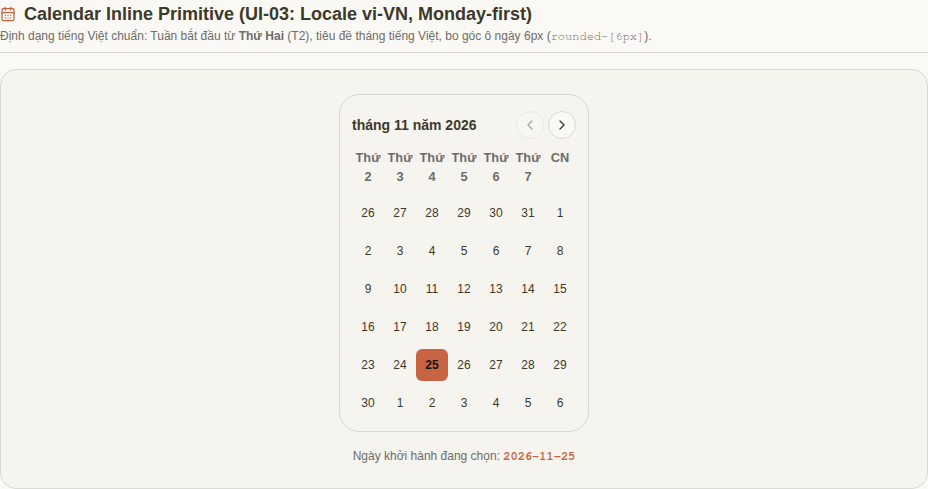 Calendar Inline Primitive (UI-03: Locale vi-VN, Monday-first)
Định dạng tiếng Việt chuẩn: Tuần bắt đầu từ Thứ Hai (T2), tiêu đề tháng tiếng Việt, bo góc ô ngày 6px (rounded-[6px]).
tháng 11 năm 2026
Thứ Thứ Thứ Thứ Thứ Thứ CN
2 3 4 5 6 7
26 27 28 29 30 31 1
2 3 4 5 6 7 8
9 10 11 12 13 14 15
16 17 18 19 20 21 22
23 24 25 26 27 28 29
30 1 2 3 4 5 6
Ngày khởi hành đang chọn: 2026-11-25